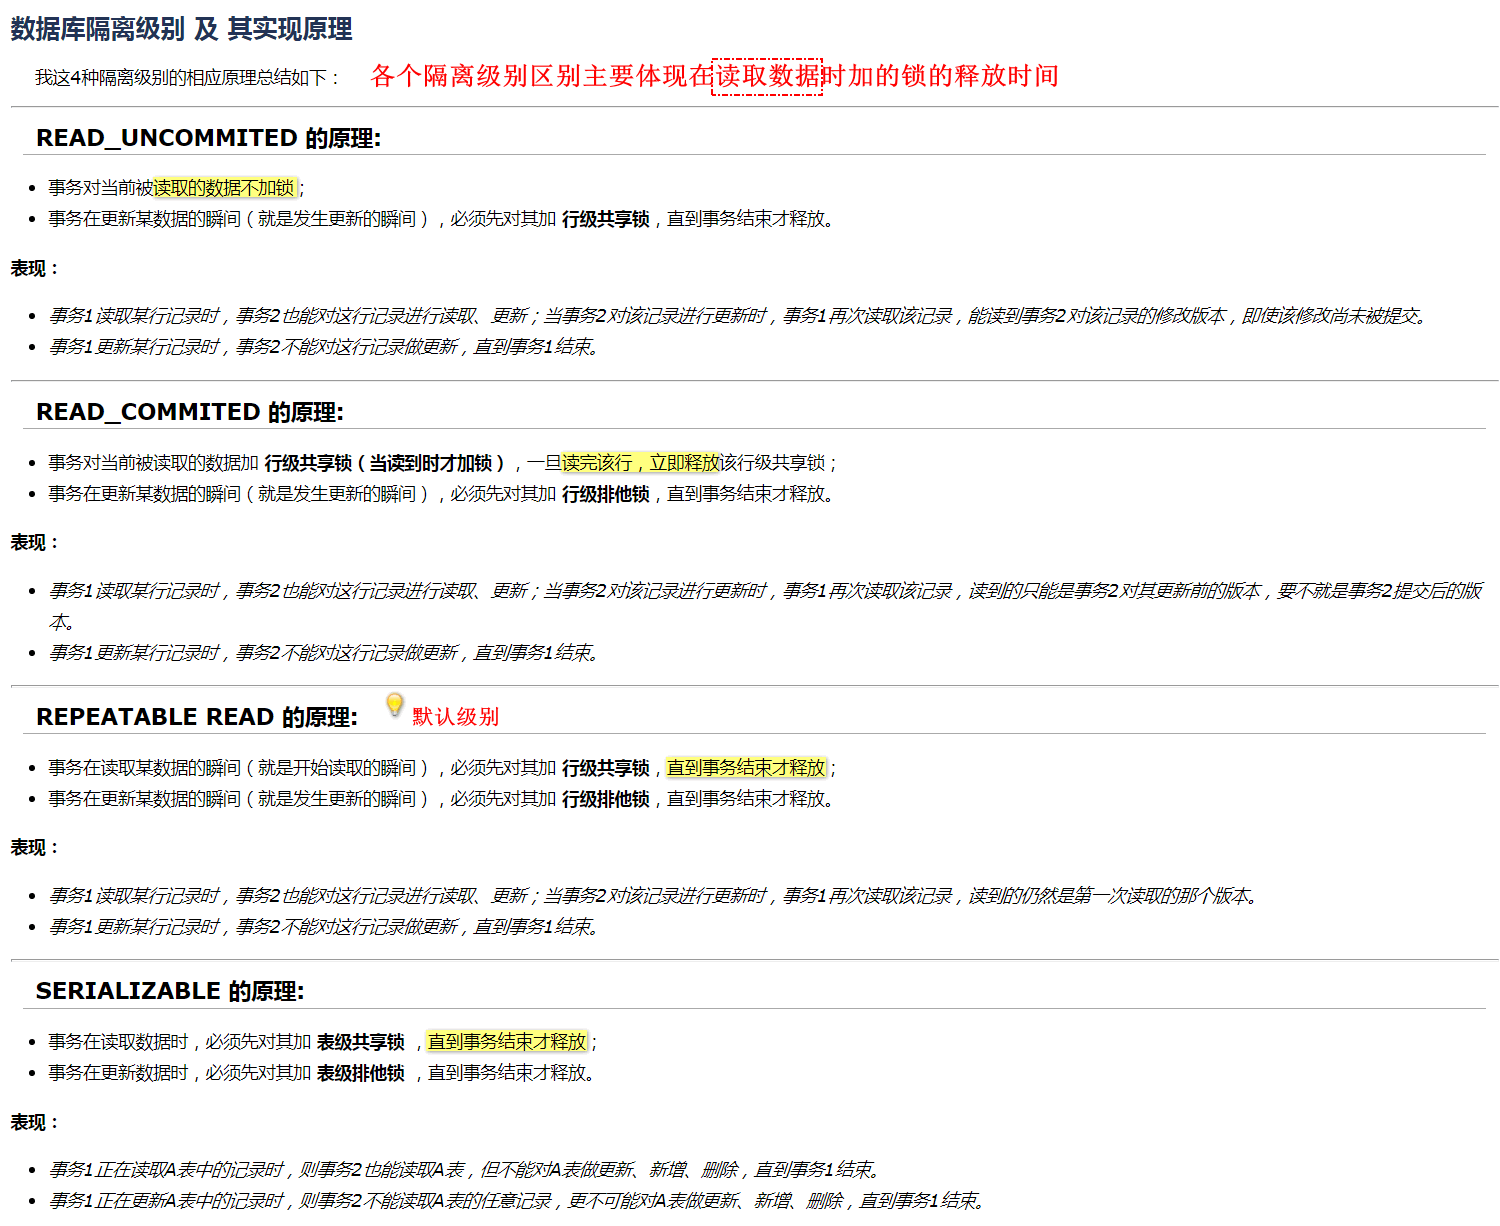 数据库隔离级别 及 其实现原理
我这4种隔离级别的相应原理总结如下： 各个隔离级别区别主要体现在读取数据时加的锁的释放时间
READ_UNCOMMITED 的原理:
事务对当前被读取的数据不加锁；
事务在更新某数据的瞬间（就是发生更新的瞬间），必须先对其加 行级共享锁，直到事务结束才释放。
表现：
事务1读取某行记录时，事务2也能对这行记录进行读取、更新；当事务2对该记录进行更新时，事务1再次读取该记录，能读到事务2对该记录的修改版本，即使该修改尚未被提交。
事务1更新某行记录时，事务2不能对这行记录做更新，直到事务1结束。
READ_COMMITED 的原理:
事务对当前被读取的数据加 行级共享锁（当读到时才加锁），一旦读完该行，立即释放该行级共享锁；
事务在更新某数据的瞬间（就是发生更新的瞬间），必须先对其加 行级排他锁，直到事务结束才释放。
表现：
事务1读取某行记录时，事务2也能对这行记录进行读取、更新；当事务2对该记录进行更新时，事务1再次读取该记录，读到的只能是事务2对其更新前的版本，要不就是事务2提交后的版
本。
事务1更新某行记录时，事务2不能对这行记录做更新，直到事务1结束。
REPEATABLE READ 的原理: 默认级别
事务在读取某数据的瞬间（就是开始读取的瞬间），必须先对其加 行级共享锁，直到事务结束才释放；
事务在更新某数据的瞬间（就是发生更新的瞬间），必须先对其加 行级排他锁，直到事务结束才释放。
表现：
事务1读取某行记录时，事务2也能对这行记录进行读取、更新；当事务2对该记录进行更新时，事务1再次读取该记录，读到的仍然是第一次读取的那个版本。
事务1更新某行记录时，事务2不能对这行记录做更新，直到事务1结束。
SERIALIZABLE 的原理:
事务在读取数据时，必须先对其加 表级共享锁 ，直到事务结束才释放；
事务在更新数据时，必须先对其加 表级排他锁 ，直到事务结束才释放。
表现：
事务1正在读取A表中的记录时，则事务2也能读取A表，但不能对A表做更新、新增、删除，直到事务1结束。
事务1正在更新A表中的记录时，则事务2不能读取A表的任意记录，更不可能对A表做更新、新增、删除，直到事务1结束。